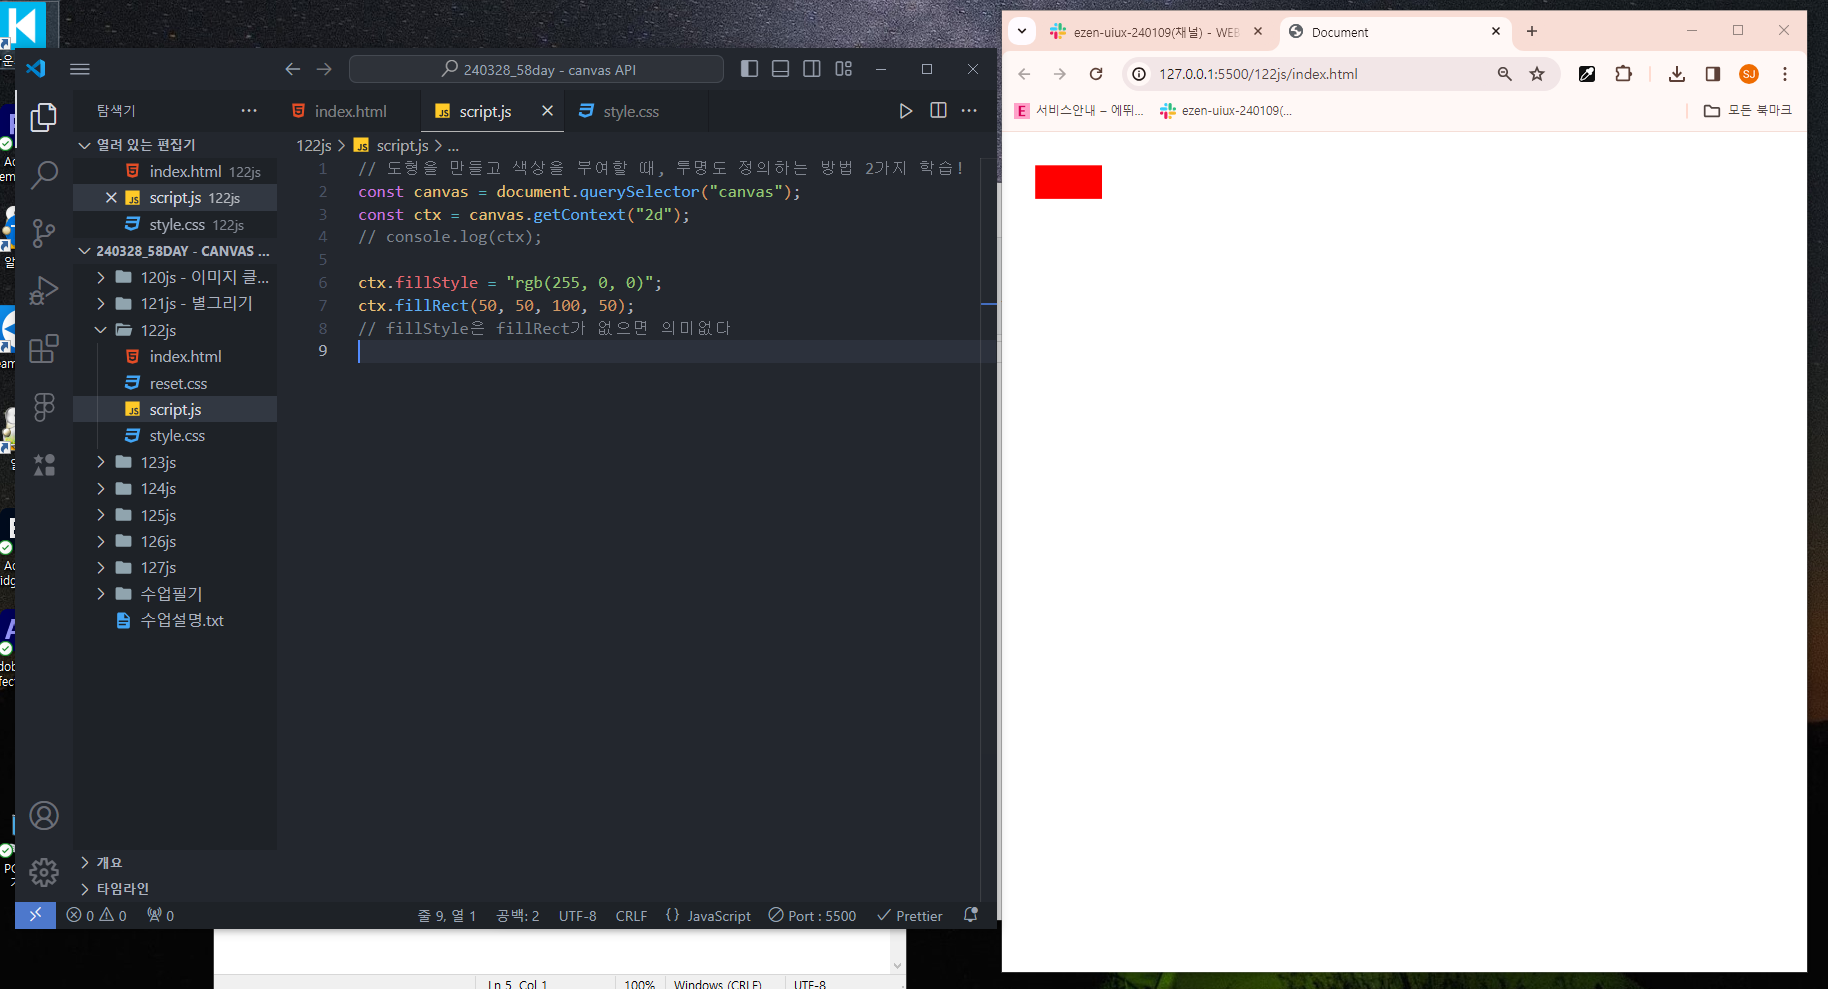 240328_58day - canvas API
탐색기
열려 있는 편집기
index.html 122js
script.js 122js
style.css 122js
240328_58DAY - CANVAS ...
120js - 이미지 클...
121js - 별그리기
122js
index.html
reset.css
script.js
style.css
123js
124js
125js
126js
127js
수업필기
수업설명.txt
개요
타임라인
index.html
script.js
style.css
122js > script.js > ...
1 // 도형을 만들고 색상을 부여할 때, 투명도 정의하는 방법 2가지 학습!
2 const canvas = document.querySelector("canvas");
3 const ctx = canvas.getContext("2d");
4 // console.log(ctx);
5
6 ctx.fillStyle = "rgb(255, 0, 0)";
7 ctx.fillRect(50, 50, 100, 50);
8 // fillStyle은 fillRect가 없으면 의미없다
9
0 0 0
줄 9, 열 1 공백: 2 UTF-8 CRLF {} JavaScript Port : 5500 Prettier
Ln 5, Col 1 100% Windows (CRLF) UTF-8
ezen-uiux-240109(채널) - WEB
Document
127.0.0.1:5500/122js/index.html
SJ
서비스안내 – 에뛰...
ezen-uiux-240109(...
모든 북마크